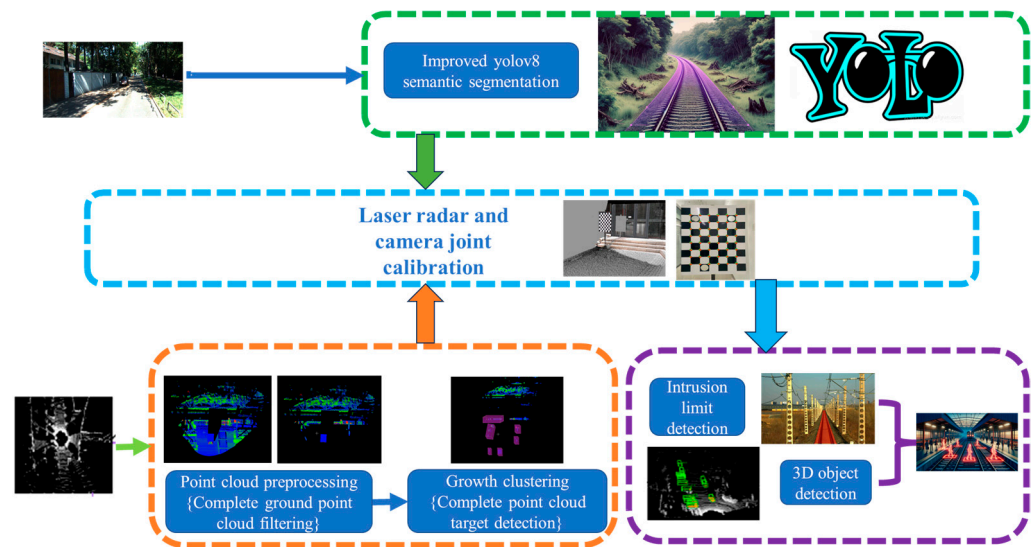 Improved yolov8
semantic segmentation
YOLO
Laser radar and
camera joint
calibration
Point cloud preprocessing
{Complete ground point
cloud filtering}
Growth clustering
{Complete point cloud
target detection}
Intrusion
limit
detection
3D object
detection